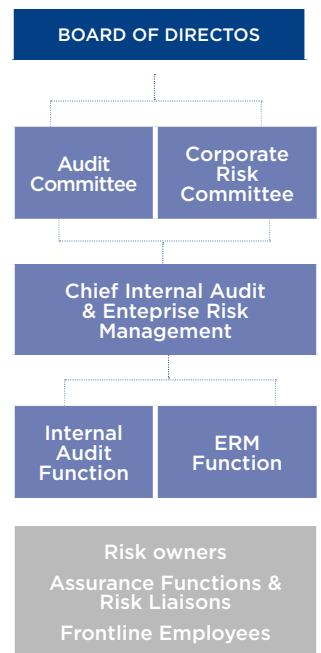 BOARD OF DIRECTOS
Audit
Committee
Corporate
Risk
Committee
Chief Internal Audit
& Enteprise Risk
Management
Internal
Audit
Function
ERM
Function
Risk owners
Assurance Functions &
Risk Liaisons
Frontline Employees